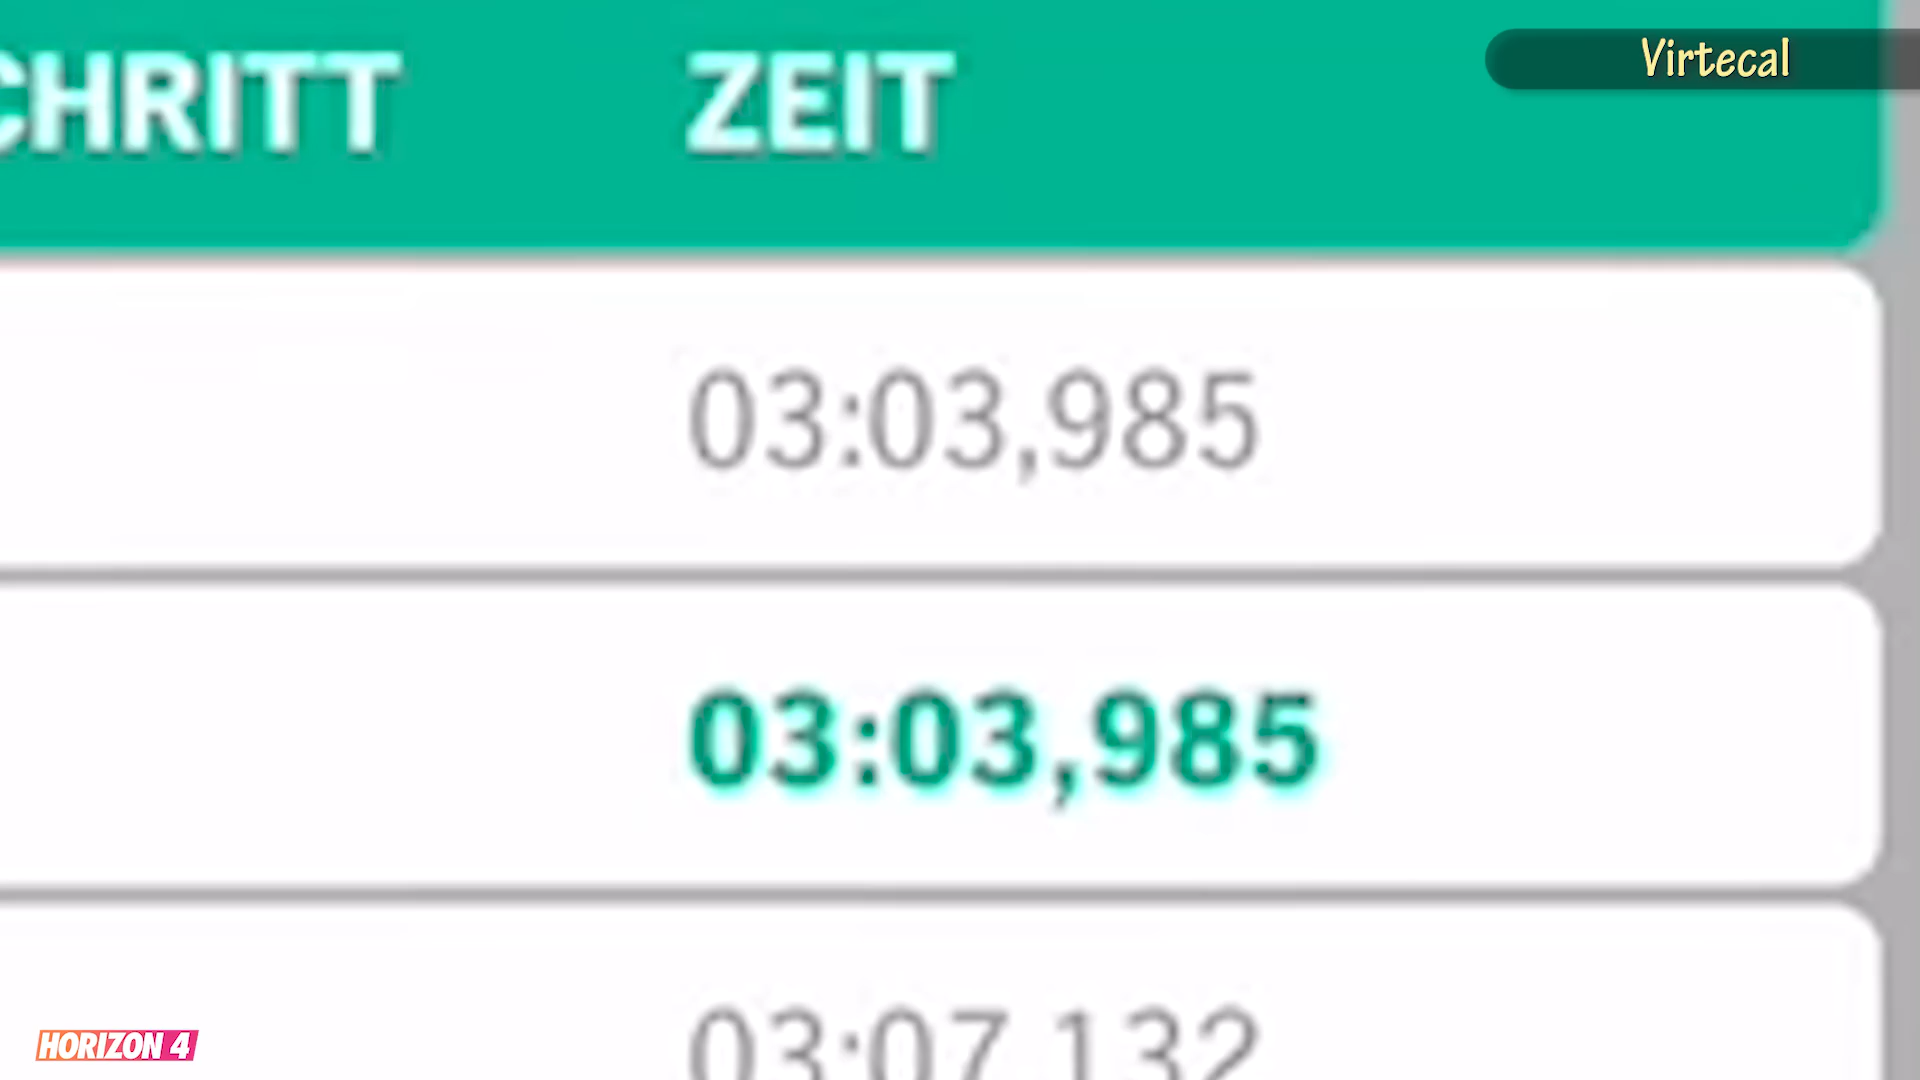 CHRITT ZEIT
Virtecal
03:03,985
03:03,985
03:07,132
HORIZON 4